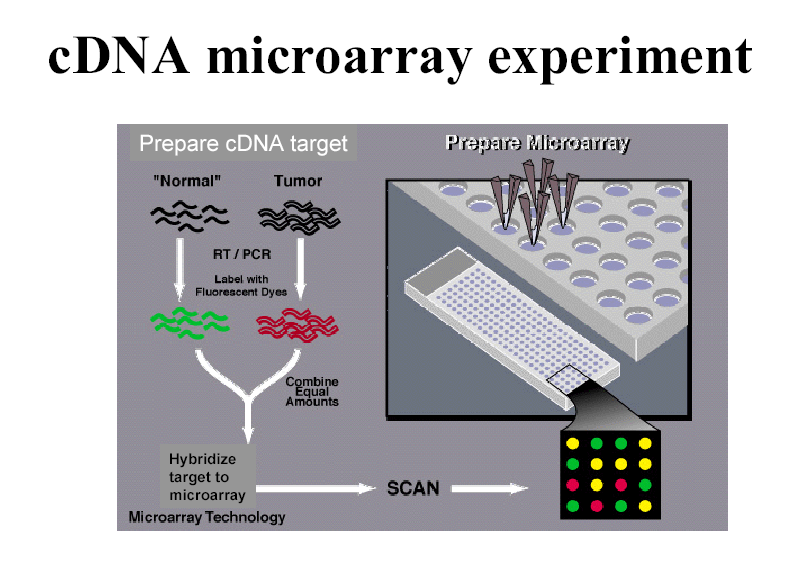 cDNA microarray experiment
Prepare cDNA target
Prepare Microarray
"Normal"
Tumor
RT / PCR
Label with
Fluorescent Dyes
Combine
Equal
Amounts
Hybridize
target to
microarray
SCAN
Microarray Technology